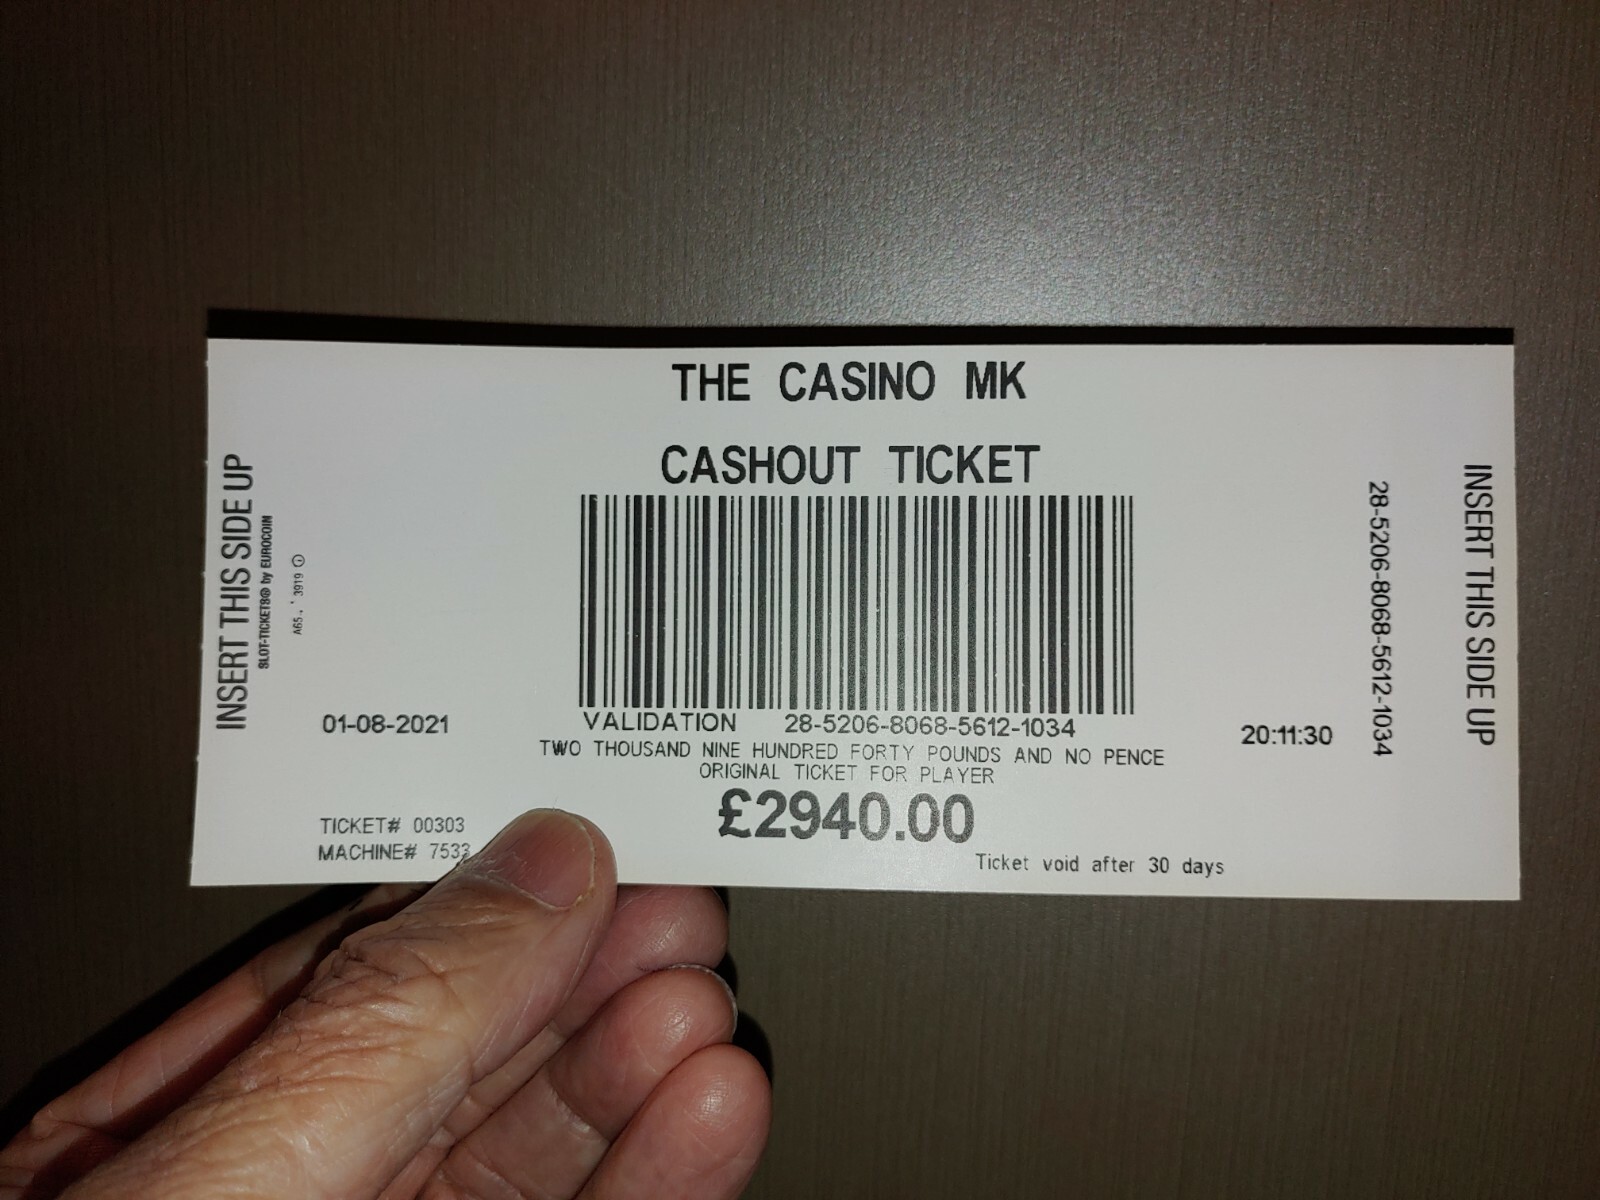 THE CASINO MK
CASHOUT TICKET
INSERT THIS SIDE UP
SLOT-TICKETS® by EUROCOIN
3919
01-08-2021
VALIDATION 28-5206-8068-5612-1034
20:11:30
28-5206-8068-5612-1034
INSERT THIS SIDE UP
TWO THOUSAND NINE HUNDRED FORTY POUNDS AND NO PENCE
ORIGINAL TICKET FOR PLAYER
£2940.00
TICKET# 00303
MACHINE# 7533
Ticket void after 30 days